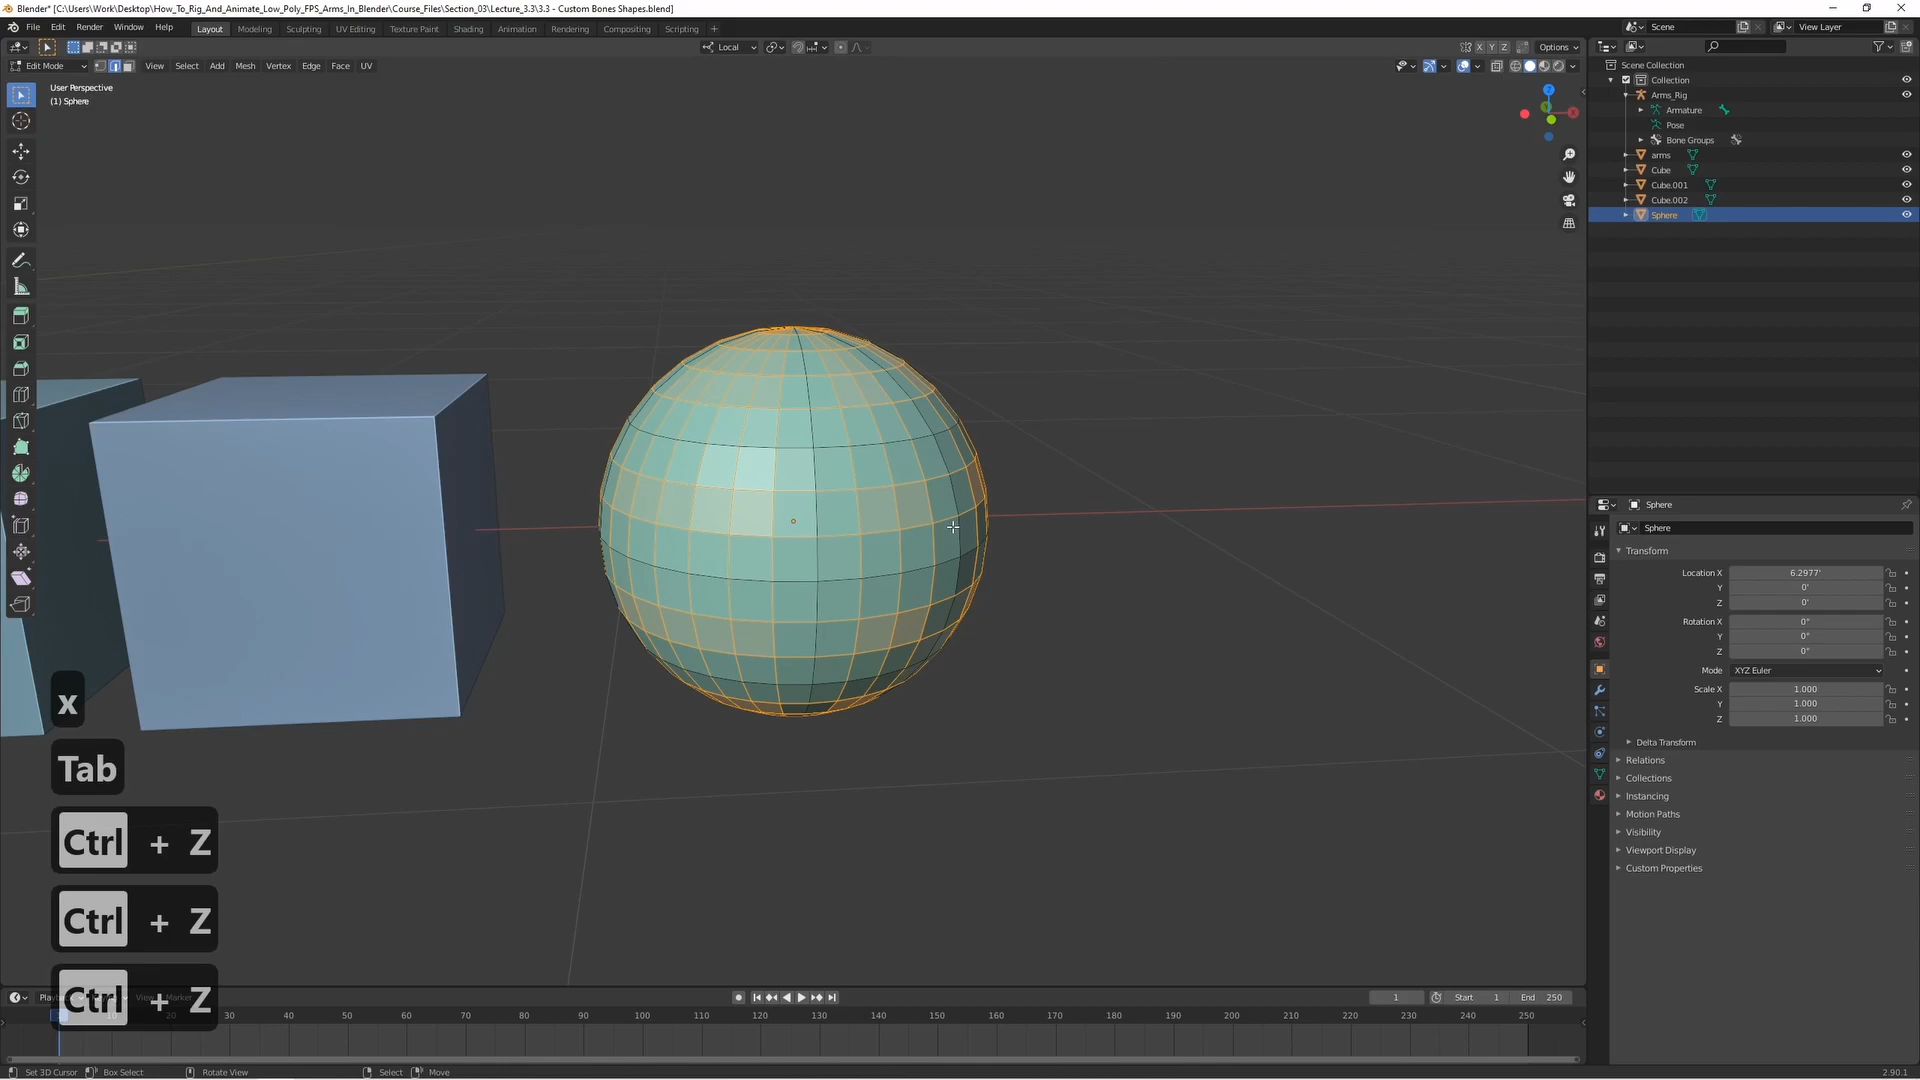 Blender* [C:\Users\Work\Desktop\How_To_Rig_And_Animate_Low_Poly_FPS_Arms_In_Blender\Course_Files\Section_03\Lecture_3.3\3.3 - Custom Bones Shapes.blend]
File Edit Render Window Help Layout Modeling Sculpting UV Editing Texture Paint Shading Animation Rendering Compositing Scripting + Scene View Layer
Local X Y Z Options
Edit Mode View Select Add Mesh Vertex Edge Face UV
User Perspective
(1) Sphere
Z
X
Scene Collection
Collection
Arms_Rig
Armature
Pose
Bone Groups
arms
Cube
Cube.001
Cube.002
Sphere
Sphere
Sphere
Transform
Location X 6.2977'
Y 0'
Z 0'
Rotation X 0°
Y 0°
Z 0°
Mode XYZ Euler
Scale X 1.000
Y 1.000
Z 1.000
Delta Transform
Relations
Collections
Instancing
Motion Paths
Visibility
Viewport Display
Custom Properties
x
Tab
Ctrl + Z
Ctrl + Z
Ctrl + Z
View Marker
1 Start 1 End 250
20 30 40 50 60 70 80 90 100 110 120 130 140 150 160 170 180 190 200 210 220 230 240 250
Set 3D Cursor Box Select Rotate View Select Move 2.90.1